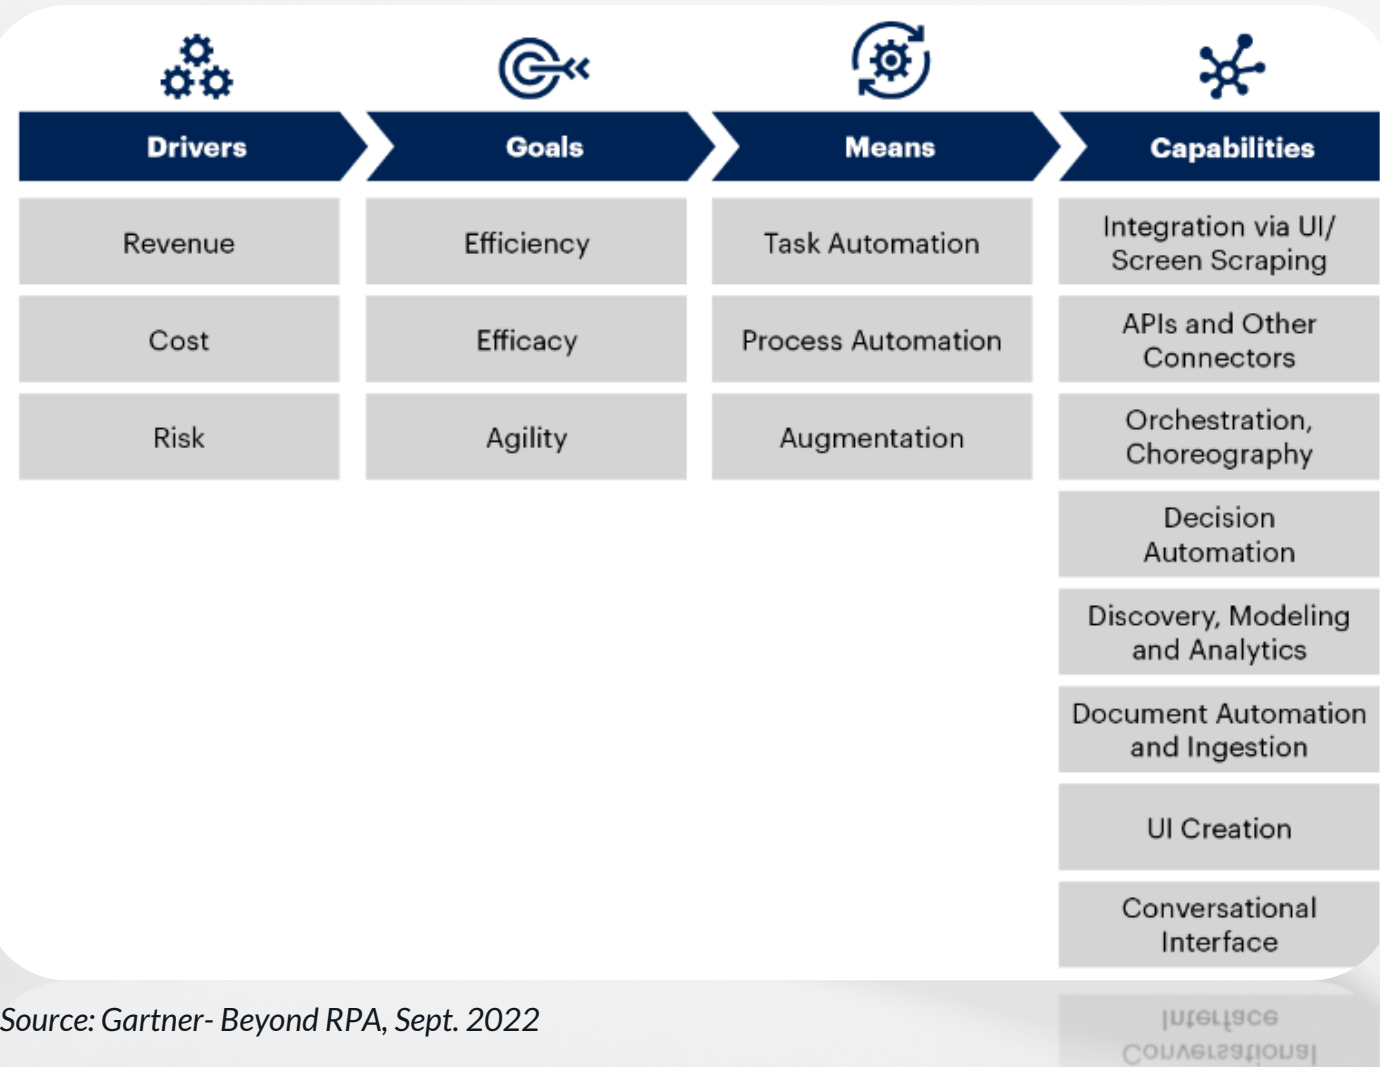 Drivers
Goals
Means
Capabilities
Revenue
Efficiency
Task Automation
Integration via UI/
Screen Scraping
Cost
Efficacy
Process Automation
APIs and Other
Connectors
Risk
Agility
Augmentation
Orchestration,
Choreography
Decision
Automation
Discovery, Modeling
and Analytics
Document Automation
and Ingestion
UI Creation
Conversational
Interface
Source: Gartner- Beyond RPA, Sept. 2022
Interface
Conversational